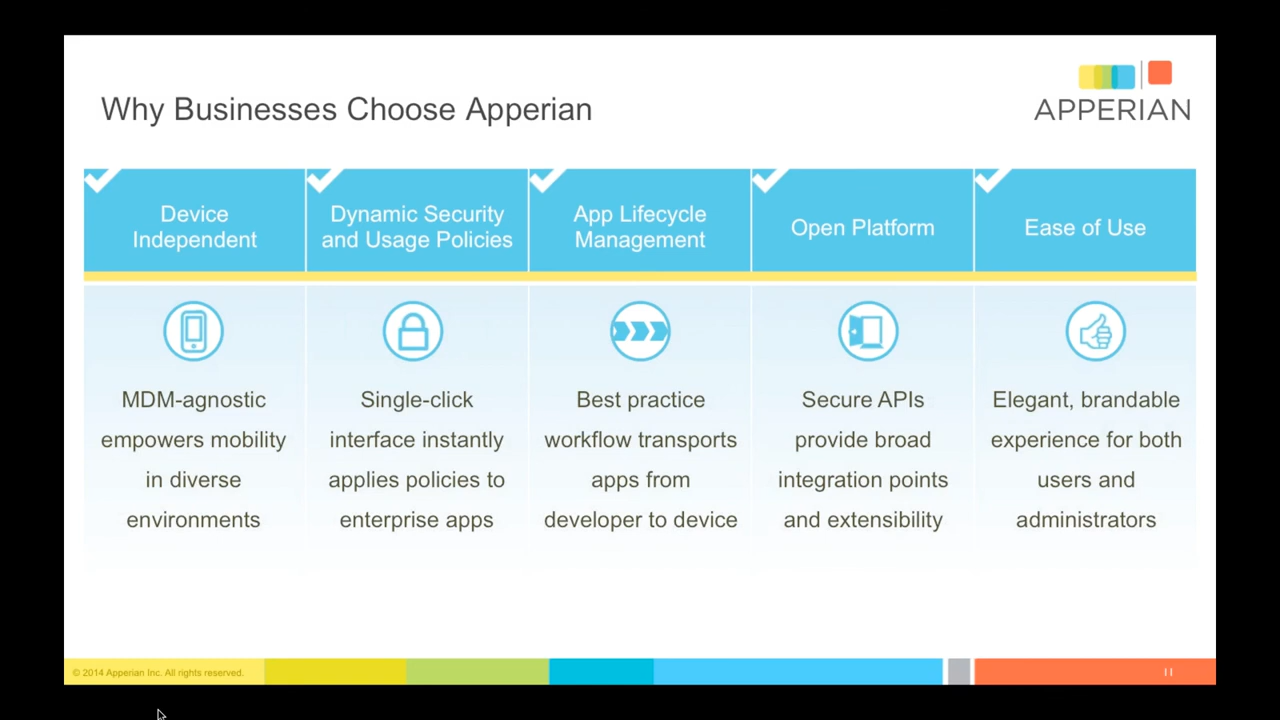 Why Businesses Choose Apperian
APPERIAN
Device
Independent
Dynamic Security
and Usage Policies
App Lifecycle
Management
Open Platform
Ease of Use
MDM-agnostic
empowers mobility
in diverse
environments
Single-click
interface instantly
applies policies to
enterprise apps
Best practice
workflow transports
apps from
developer to device
Secure APIs
provide broad
integration points
and extensibility
Elegant, brandable
experience for both
users and
administrators
© 2014 Apperian Inc. All rights reserved.
11